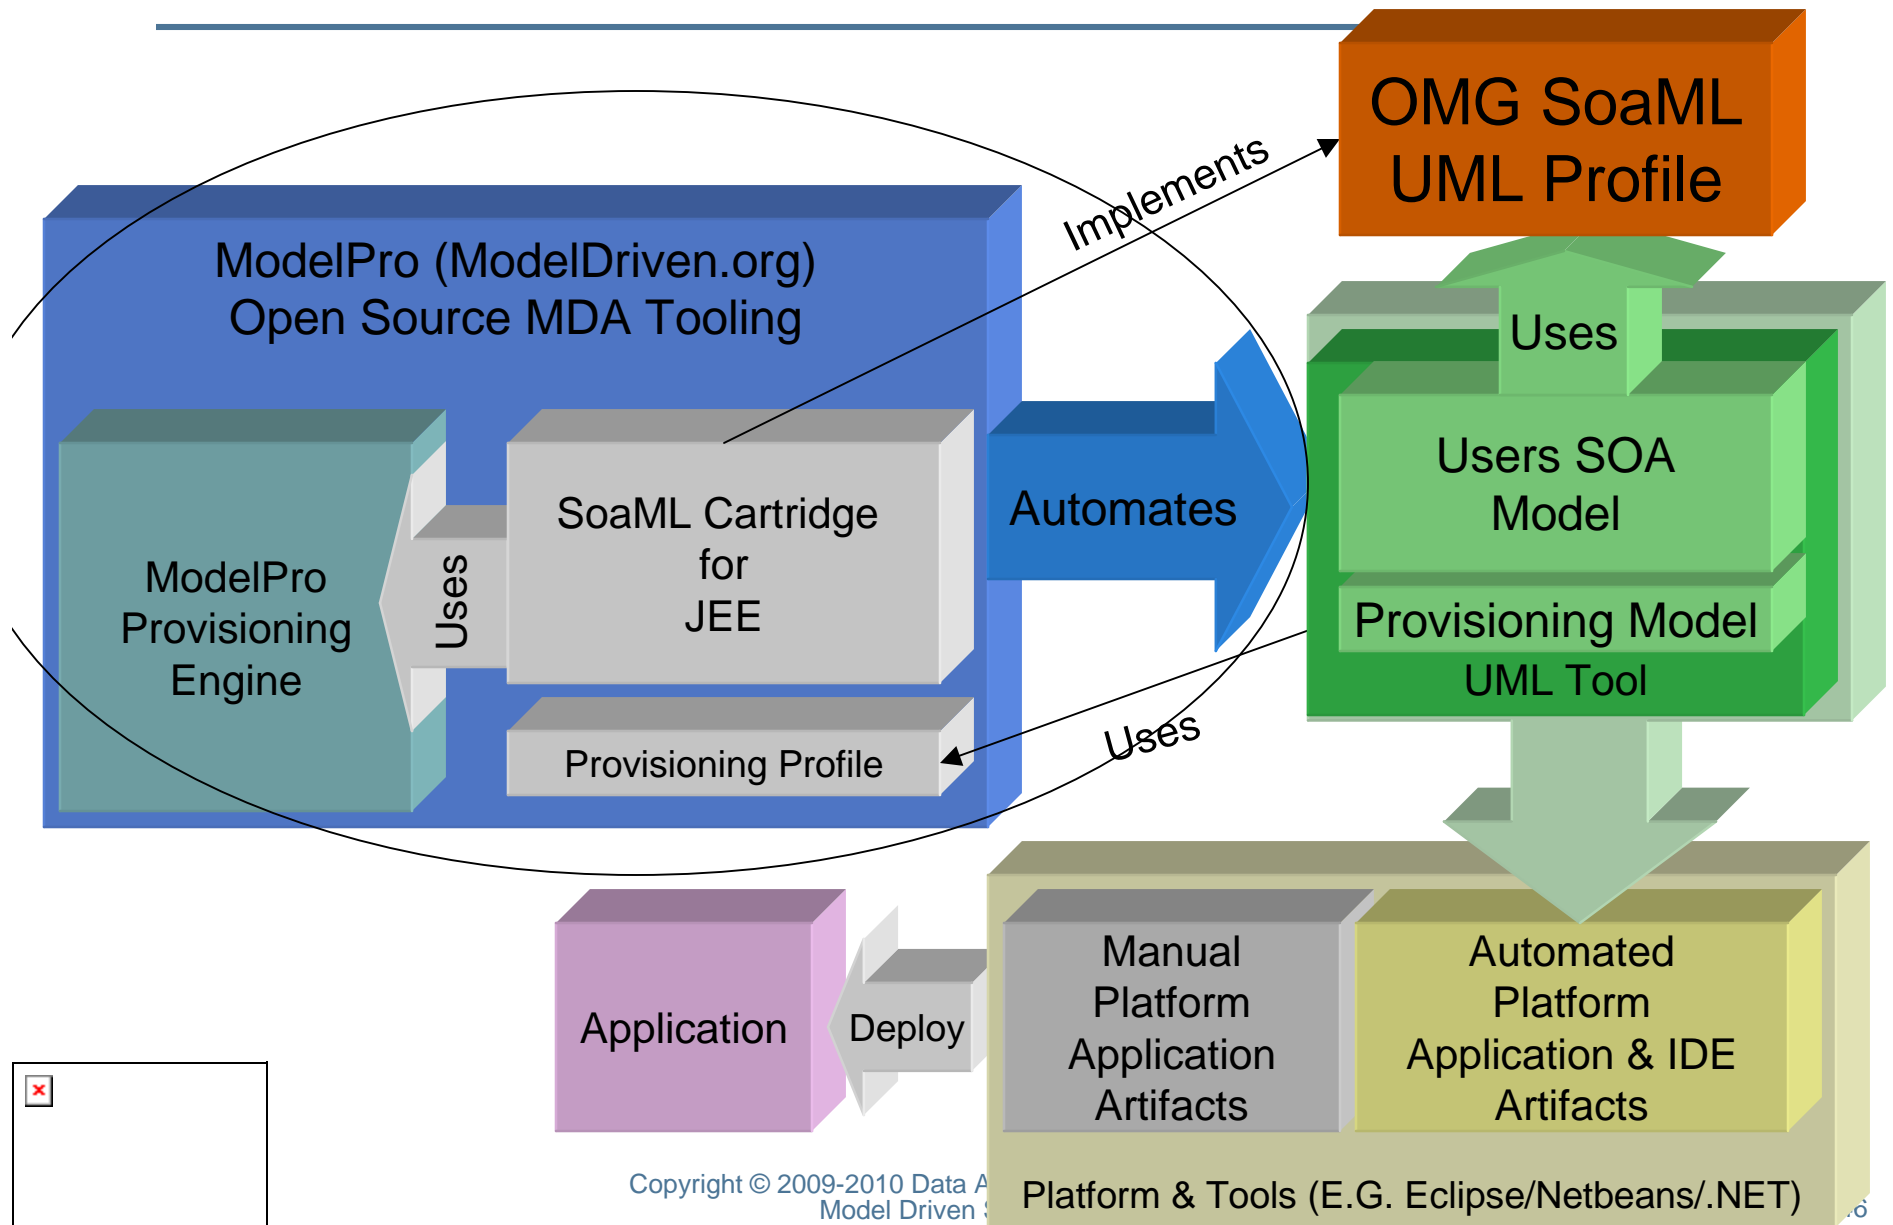 OMG SoaML
UML Profile
Implements
ModelPro (ModelDriven.org)
Open Source MDA Tooling
Uses
Automates
Users SOA
Model
SoaML Cartridge
for
JEE
ModelPro
Provisioning
Engine
Uses
Provisioning Model
UML Tool
Uses
Provisioning Profile
Manual
Platform
Application
Artifacts
Automated
Platform
Application & IDE
Artifacts
Application
Deploy
Copyright © 2009-2010 Data
Model Driven
Platform & Tools (E.G. Eclipse/Netbeans/.NET)